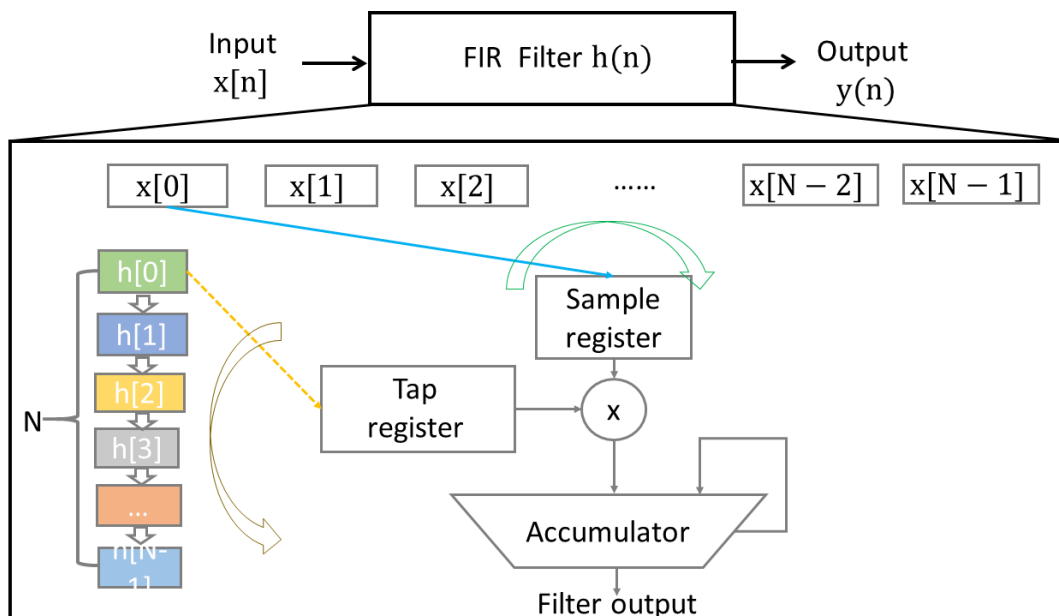 Input
x[n]
FIR Filter h(n)
Output
y(n)
x[0]
x[1]
x[2]
……
x[N − 2]
x[N − 1]
h[0]
h[1]
h[2]
h[3]
...
h[N-
1]
N
Sample
register
Tap
register
x
Accumulator
Filter output